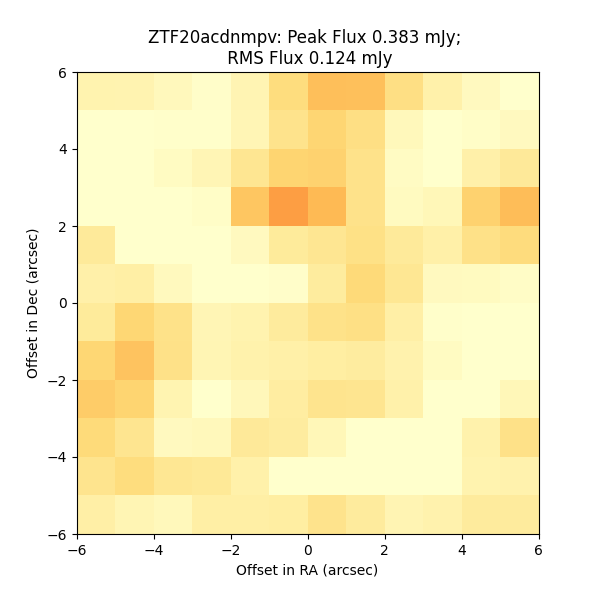 ZTF20acdnmpv: Peak Flux 0.383 mJy;
RMS Flux 0.124 mJy
6
4
2
0
−2
−4
−6
Offset in Dec (arcsec)
−6 −4 −2 0 2 4 6
Offset in RA (arcsec)